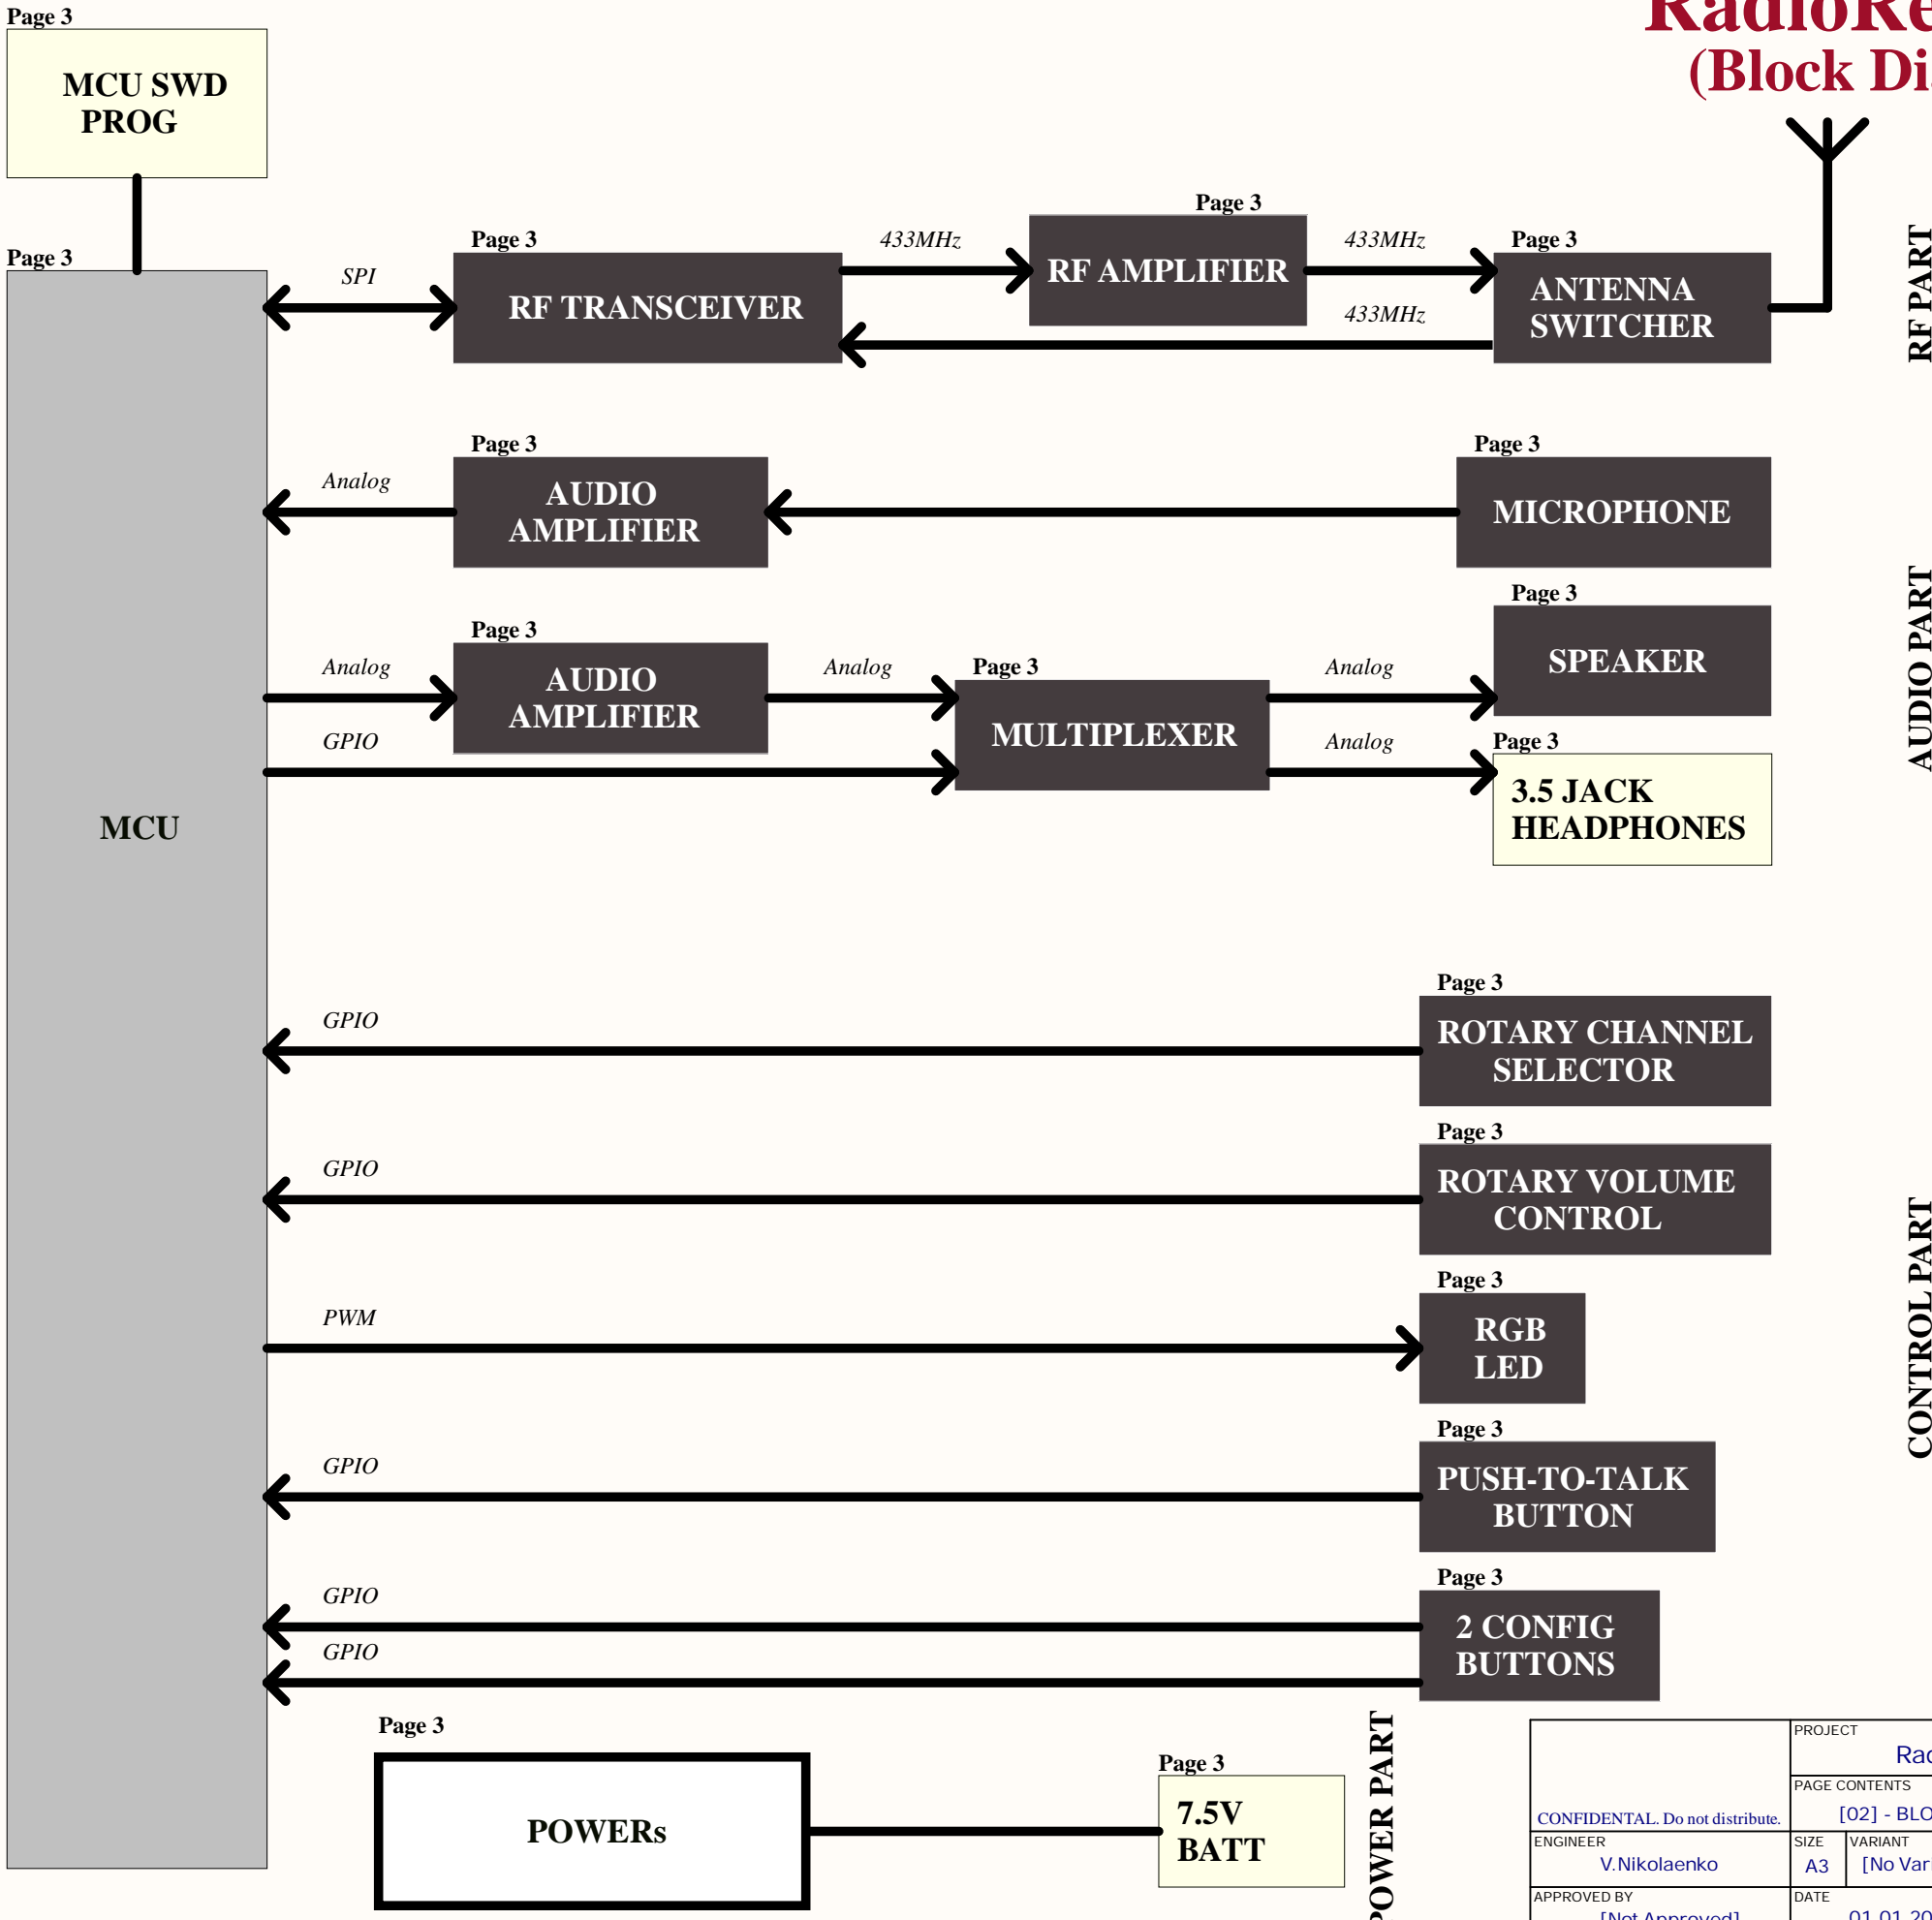 Page 3
MCU SWD
PROG
(Block
Page 3
MCU
SPI
Page 3
RF TRANSCEIVER
433MHz
Page 3
RF AMPLIFIER
433MHz
433MHz
Page 3
ANTENNA
SWITCHER
RF PART
Analog
Page 3
AUDIO
AMPLIFIER
Page 3
MICROPHONE
Analog
GPIO
Page 3
AUDIO
AMPLIFIER
Analog
Page 3
MULTIPLEXER
Analog
Analog
Page 3
SPEAKER
Page 3
3.5 JACK
HEADPHONES
AUDIO PART
GPIO
Page 3
ROTARY CHANNEL
SELECTOR
GPIO
Page 3
ROTARY VOLUME
CONTROL
PWM
Page 3
RGB
LED
GPIO
Page 3
PUSH-TO-TALK
BUTTON
GPIO
GPIO
Page 3
2 CONFIG
BUTTONS
CONTROL PART
Page 3
POWERs
Page 3
7.5V
BATT
POWER PART
CONFIDENTAL. Do not distribute.
PROJECT
PAGE CONTENTS
[02] -
ENGINEER
V.Nikolaenko
SIZE
A3
VARIANT
[No
APPROVED BY
[Not Approved]
DATE